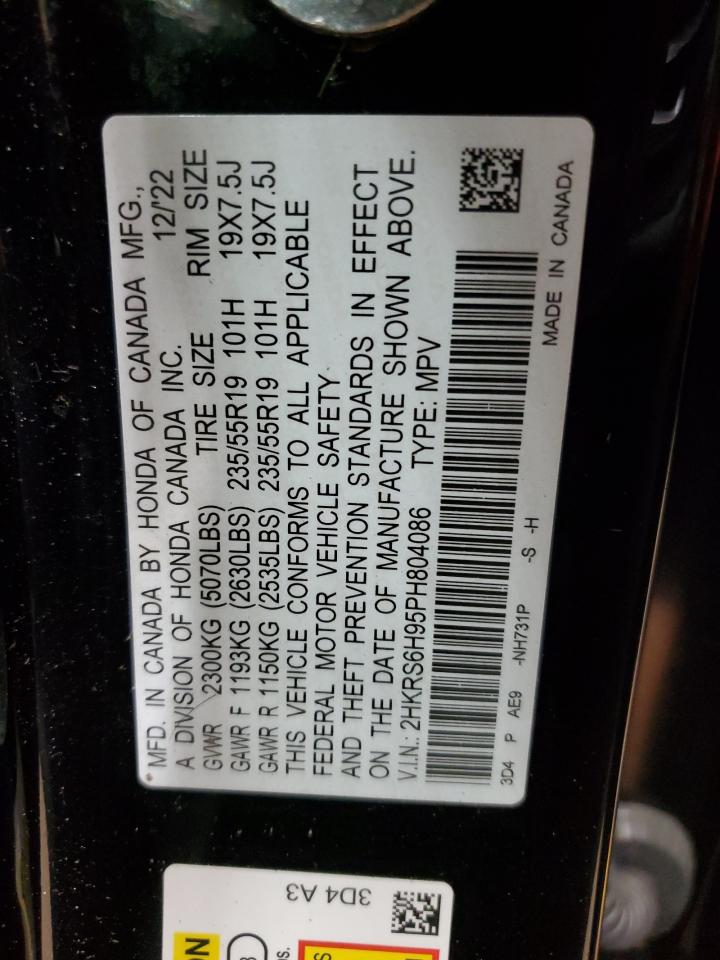 MFD. IN CANADA BY HONDA OF CANADA MFG.,
A DIVISION OF HONDA CANADA INC. 12/'22
GVWR 2300KG (5070LBS) TIRE SIZE RIM SIZE
GAWR F 1193KG (2630LBS) 235/55R19 101H 19X7.5J
GAWR R 1150KG (2535LBS) 235/55R19 101H 19X7.5J
THIS VEHICLE CONFORMS TO ALL APPLICABLE
FEDERAL MOTOR VEHICLE SAFETY
AND THEFT PREVENTION STANDARDS IN EFFECT
ON THE DATE OF MANUFACTURE SHOWN ABOVE.
V.I.N.: 2HKRS6H95PH804086 TYPE: MPV
3D4 P AE9 -NH731P -S -H MADE IN CANADA
3D4 A3